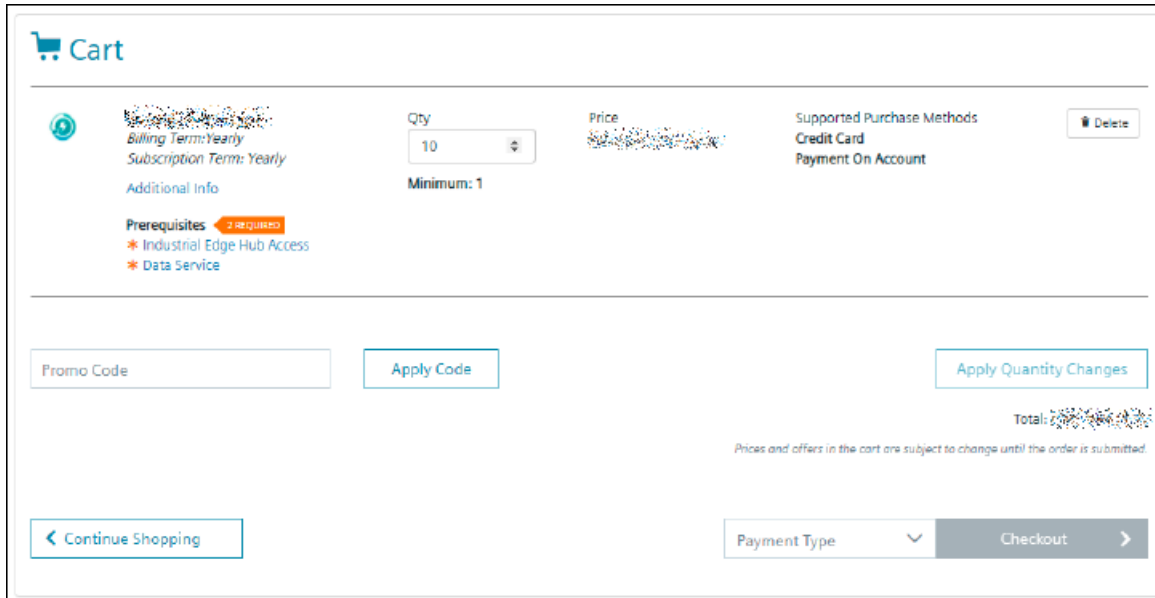 Cart
Qty
Price
Supported Purchase Methods
Delete
Billing Term:Yearly
10
Credit Card
Subscription Term: Yearly
Payment On Account
Additional Info
Minimum: 1
Prerequisites
2 REQUIRED
* Industrial Edge Hub Access
* Data Service
Promo Code
Apply Code
Apply Quantity Changes
Total:
Prices and offers in the cart are subject to change until the order is submitted.
Continue Shopping
Payment Type
Checkout